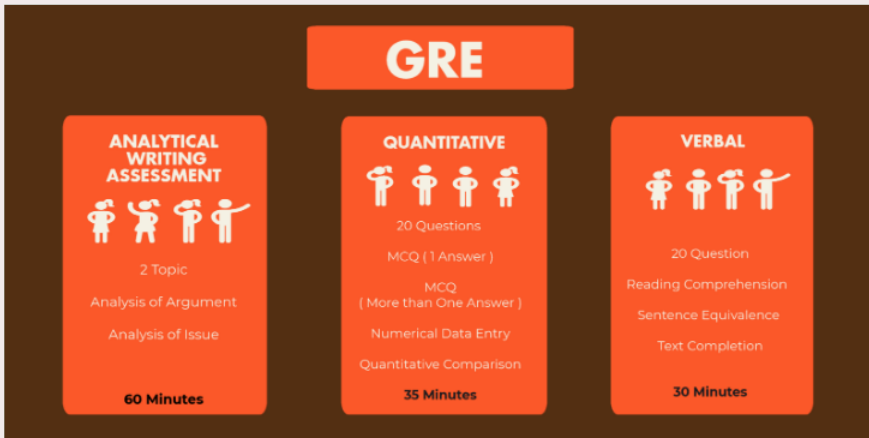 GRE
ANALYTICAL
WRITING
ASSESSMENT
2 Topic
Analysis of Argument
Analysis of Issue
60 Minutes
QUANTITATIVE
20 Questions
MCQ ( 1 Answer )
MCQ
( More than One Answer )
Numerical Data Entry
Quantitative Comparison
35 Minutes
VERBAL
20 Question
Reading Comprehension
Sentence Equivalence
Text Completion
30 Minutes